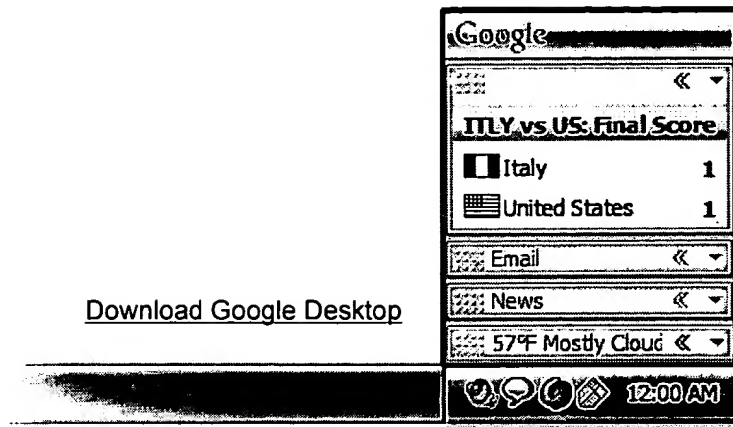 Google
ITLY vs US: Final Score
Italy 1
United States 1
Email
News
Download Google Desktop
57°F Mostly Cloud
12:00 AM